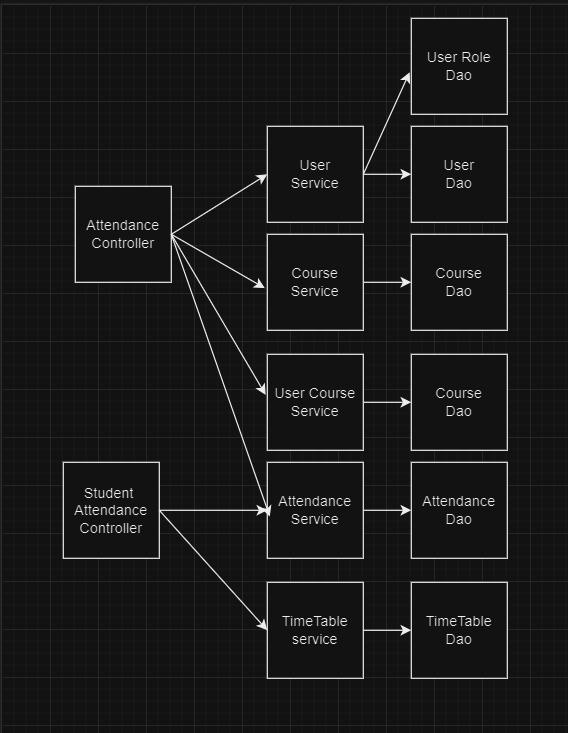 User Role
Dao
User
Service
User
Dao
Attendance
Controller
Course
Service
Course
Dao
User Course
Service
Course
Dao
Student
Attendance
Controller
Attendance
Service
Attendance
Dao
TimeTable
service
TimeTable
Dao